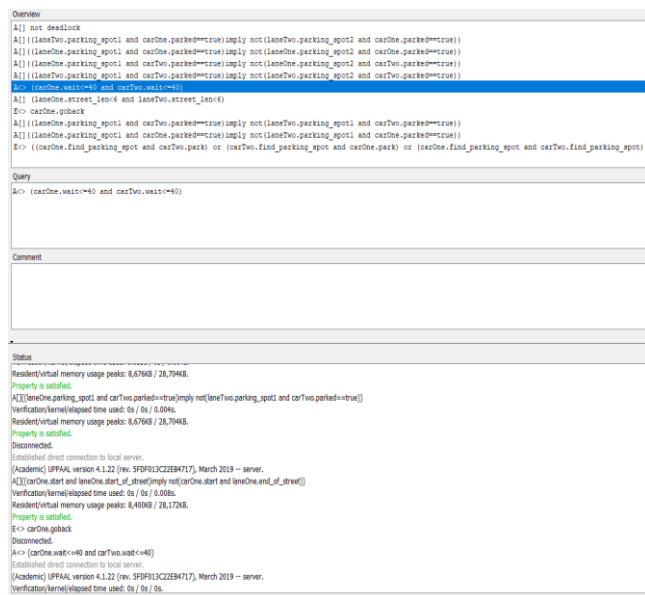 Overview
A[] not deadlock
A[]((laneTwo.parking_spot1 and carOne.parked==true)imply not(laneTwo.parking_spot2 and carOne.parked==true))
A[]((laneOne.parking_spot1 and carOne.parked==true)imply not(laneOne.parking_spot2 and carOne.parked==true))
A[]((laneOne.parking_spot1 and carTwo.parked==true)imply not(laneOne.parking_spot2 and carTwo.parked==true))
A[]((laneTwo.parking_spot1 and carTwo.parked==true)imply not(laneTwo.parking_spot2 and carTwo.parked==true))
A<> (carOne.wait<=40 and carTwo.wait<=40)
A[] (laneOne.street_len<6 and laneTwo.street_len<6)
E<> carOne.goback
A[]((laneOne.parking_spot1 and carTwo.parked==true)imply not(laneTwo.parking_spot1 and carTwo.parked==true))
A[]((laneOne.parking_spot1 and carOne.parked==true)imply not(laneTwo.parking_spot1 and carOne.parked==true))
E<> ((carOne.find_parking_spot and carTwo.park) or (carTwo.find_parking_spot and carOne.park) or (carOne.find_parking_spot and carTwo.find_parking_spot)
Query
A<> (carOne.wait<=40 and carTwo.wait<=40)
Comment
Status
Resident/virtual memory usage peaks: 8,676KB / 28,704KB.
Property is satisfied.
A[]((laneOne.parking_spot1 and carTwo.parked==true)imply not(laneTwo.parking_spot1 and carTwo.parked==true))
Verification/kernel/elapsed time used: 0s / 0s / 0.004s.
Resident/virtual memory usage peaks: 8,676KB / 28,704KB.
Property is satisfied.
Disconnected.
Established direct connection to local server.
(Academic) UPPAAL version 4.1.22 (rev. 5FDF013C22EB4717), March 2019 -- server.
A[]((carOne.start and laneOne.start_of_street)imply not(carOne.start and laneOne.end_of_street))
Verification/kernel/elapsed time used: 0s / 0s / 0.008s.
Resident/virtual memory usage peaks: 8,400KB / 28,172KB.
Property is satisfied.
E<> carOne.goback
Disconnected.
A<> (carOne.wait<=40 and carTwo.wait<=40)
Established direct connection to local server.
(Academic) UPPAAL version 4.1.22 (rev. 5FDF013C22EB4717), March 2019 -- server.
Verification/kernel/elapsed time used: 0s / 0s / 0s.